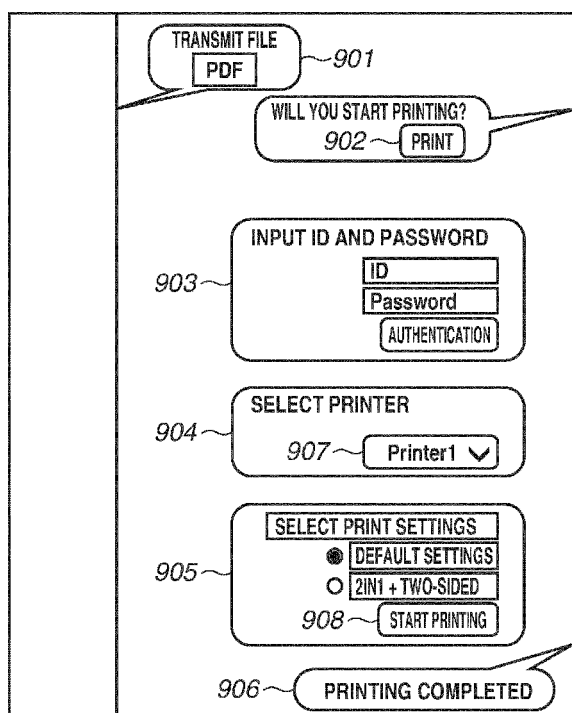 TRANSMIT FILE
PDF
901
WILL YOU START PRINTING?
902
PRINT
INPUT ID AND PASSWORD
903
ID
Password
AUTHENTICATION
SELECT PRINTER
904
907
Printer1
SELECT PRINT SETTINGS
DEFAULT SETTINGS
905
2IN1 + TWO-SIDED
908
START PRINTING
906
PRINTING COMPLETED